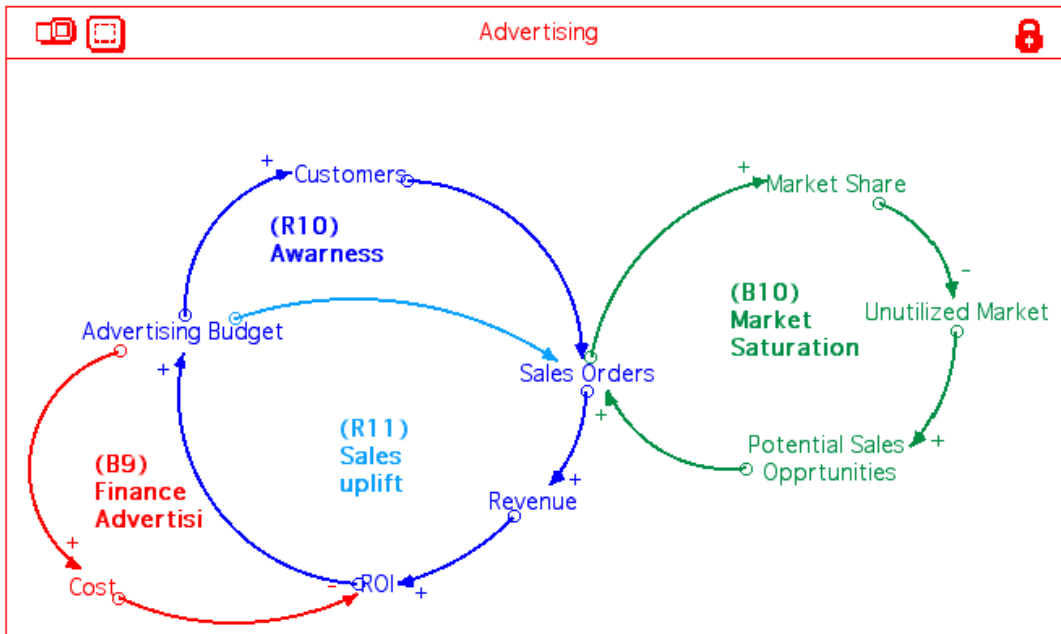 Advertising
+
Customers
+
Market Share
(R10)
Awarness
-
(B10)
Market
Saturation
Unutilized Market
Advertising Budget
+
Sales Orders
+
(R11)
Sales
uplift
+
Potential Sales
Opprtunities
(B9)
Finance
Advertisi
+
Revenue
+
Cost
-
ROI
+